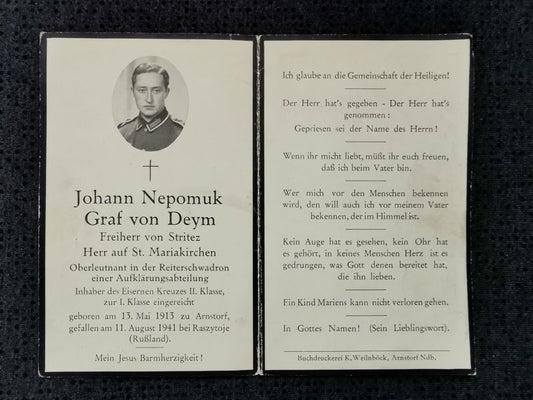 Johann Nepomuk
Graf von Deym
Freiherr von Stritez
Herr auf St. Mariakirchen
Oberleutnant in der Reiterschwadron
einer Aufklärungsabteilung
Inhaber des Eisernen Kreuzes II. Klasse,
zur I. Klasse eingereicht
geboren am 13. Mai 1913 zu Arnstorf,
gefallen am 11. August 1941 bei Raszytoje
(Rußland).
Mein Jesus Barmherzigkeit!
Ich glaube an die Gemeinschaft der Heiligen!
Der Herr hat's gegeben - Der Herr hat's
genommen:
Gepriesen sei der Name des Herrn!
Wenn ihr mich liebt, müßt ihr euch freuen,
daß ich beim Vater bin.
Wer mich vor den Menschen bekennen
wird, den will auch ich vor meinem Vater
bekennen, der im Himmel ist.
Kein Auge hat es gesehen, kein Ohr hat
es gehört, in keines Menschen Herz ist es
gedrungen, was Gott denen bereitet hat,
die ihn lieben.
Ein Kind Mariens kann nicht verloren gehen.
In Gottes Namen! (Sein Lieblingswort).
Buchdruckerei K. Weilnböck, Arnstorf Ndb.